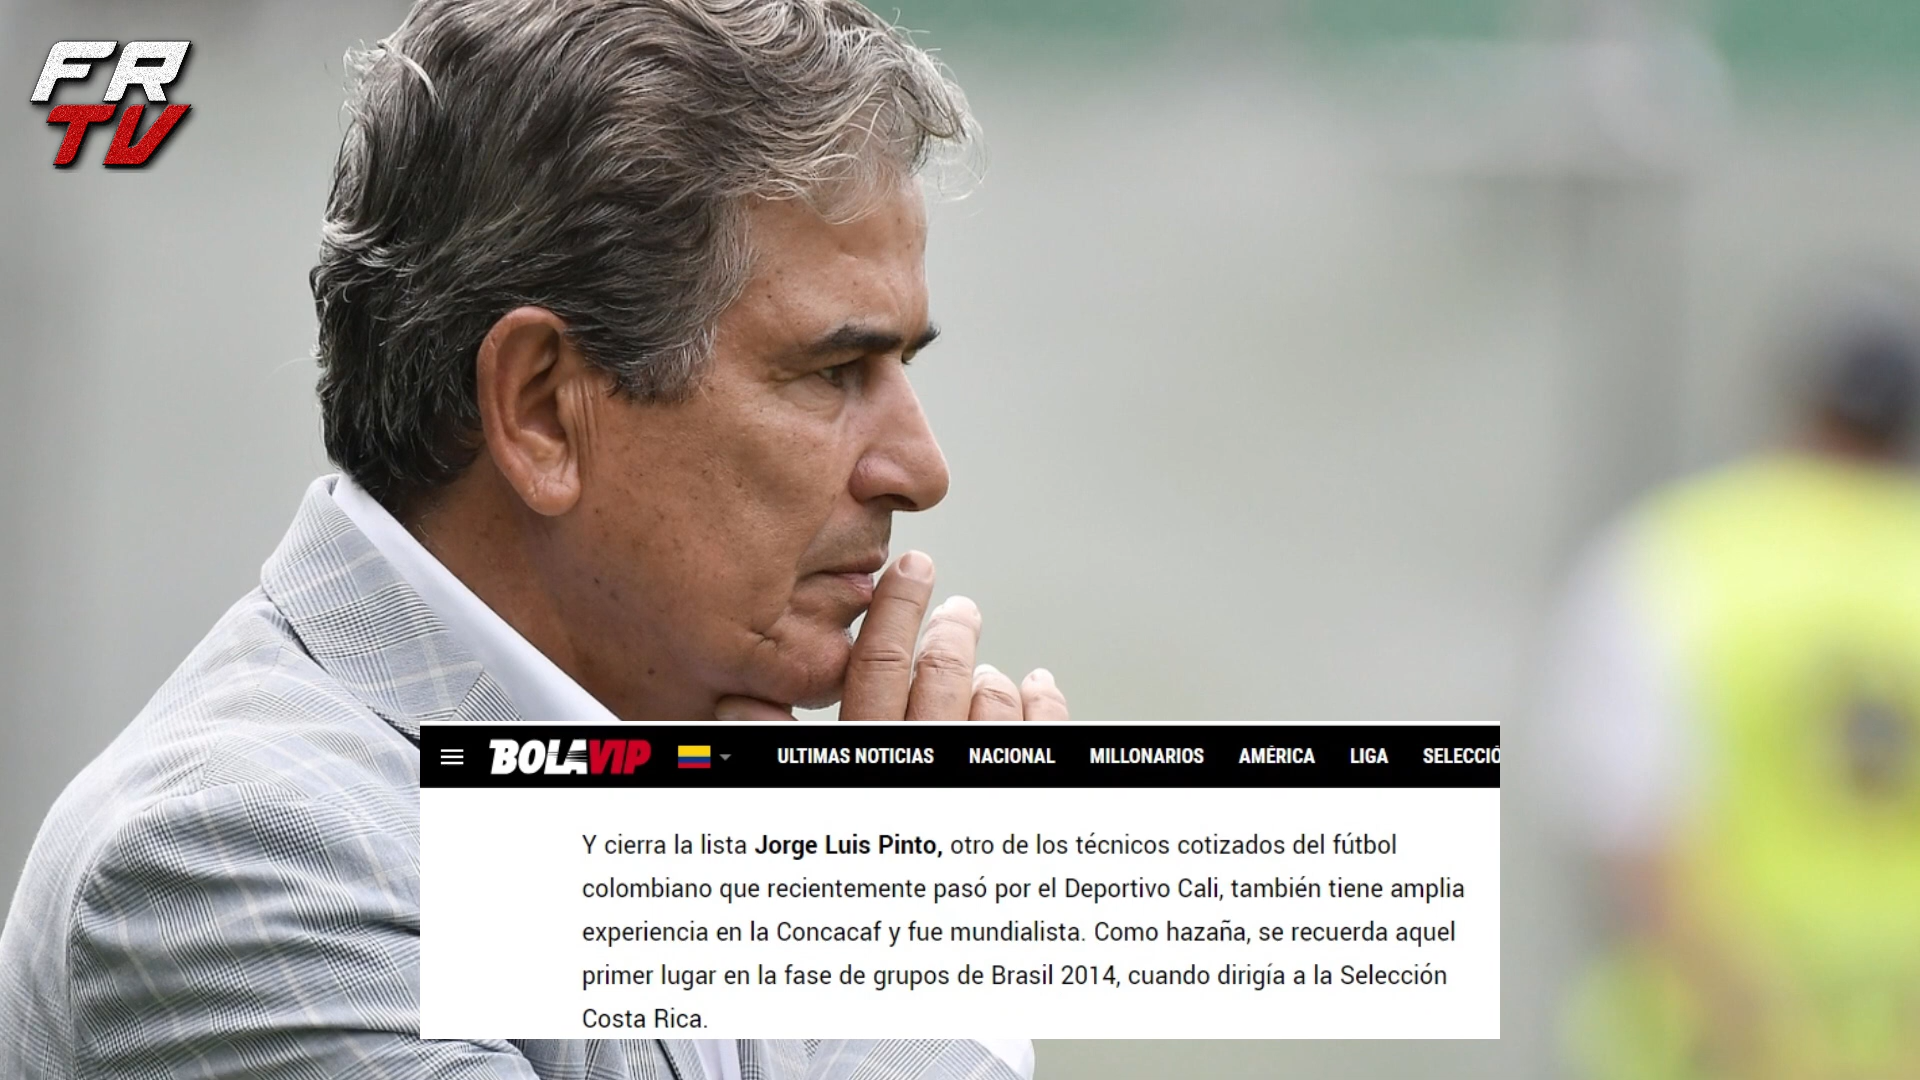 FR
TV
BOLAVIP ULTIMAS NOTICIAS NACIONAL MILLONARIOS AMÉRICA LIGA SELECCIÓ
Y cierra la lista Jorge Luis Pinto, otro de los técnicos cotizados del fútbol
colombiano que recientemente pasó por el Deportivo Cali, también tiene amplia
experiencia en la Concacaf y fue mundialista. Como hazaña, se recuerda aquel
primer lugar en la fase de grupos de Brasil 2014, cuando dirigía a la Selección
Costa Rica.